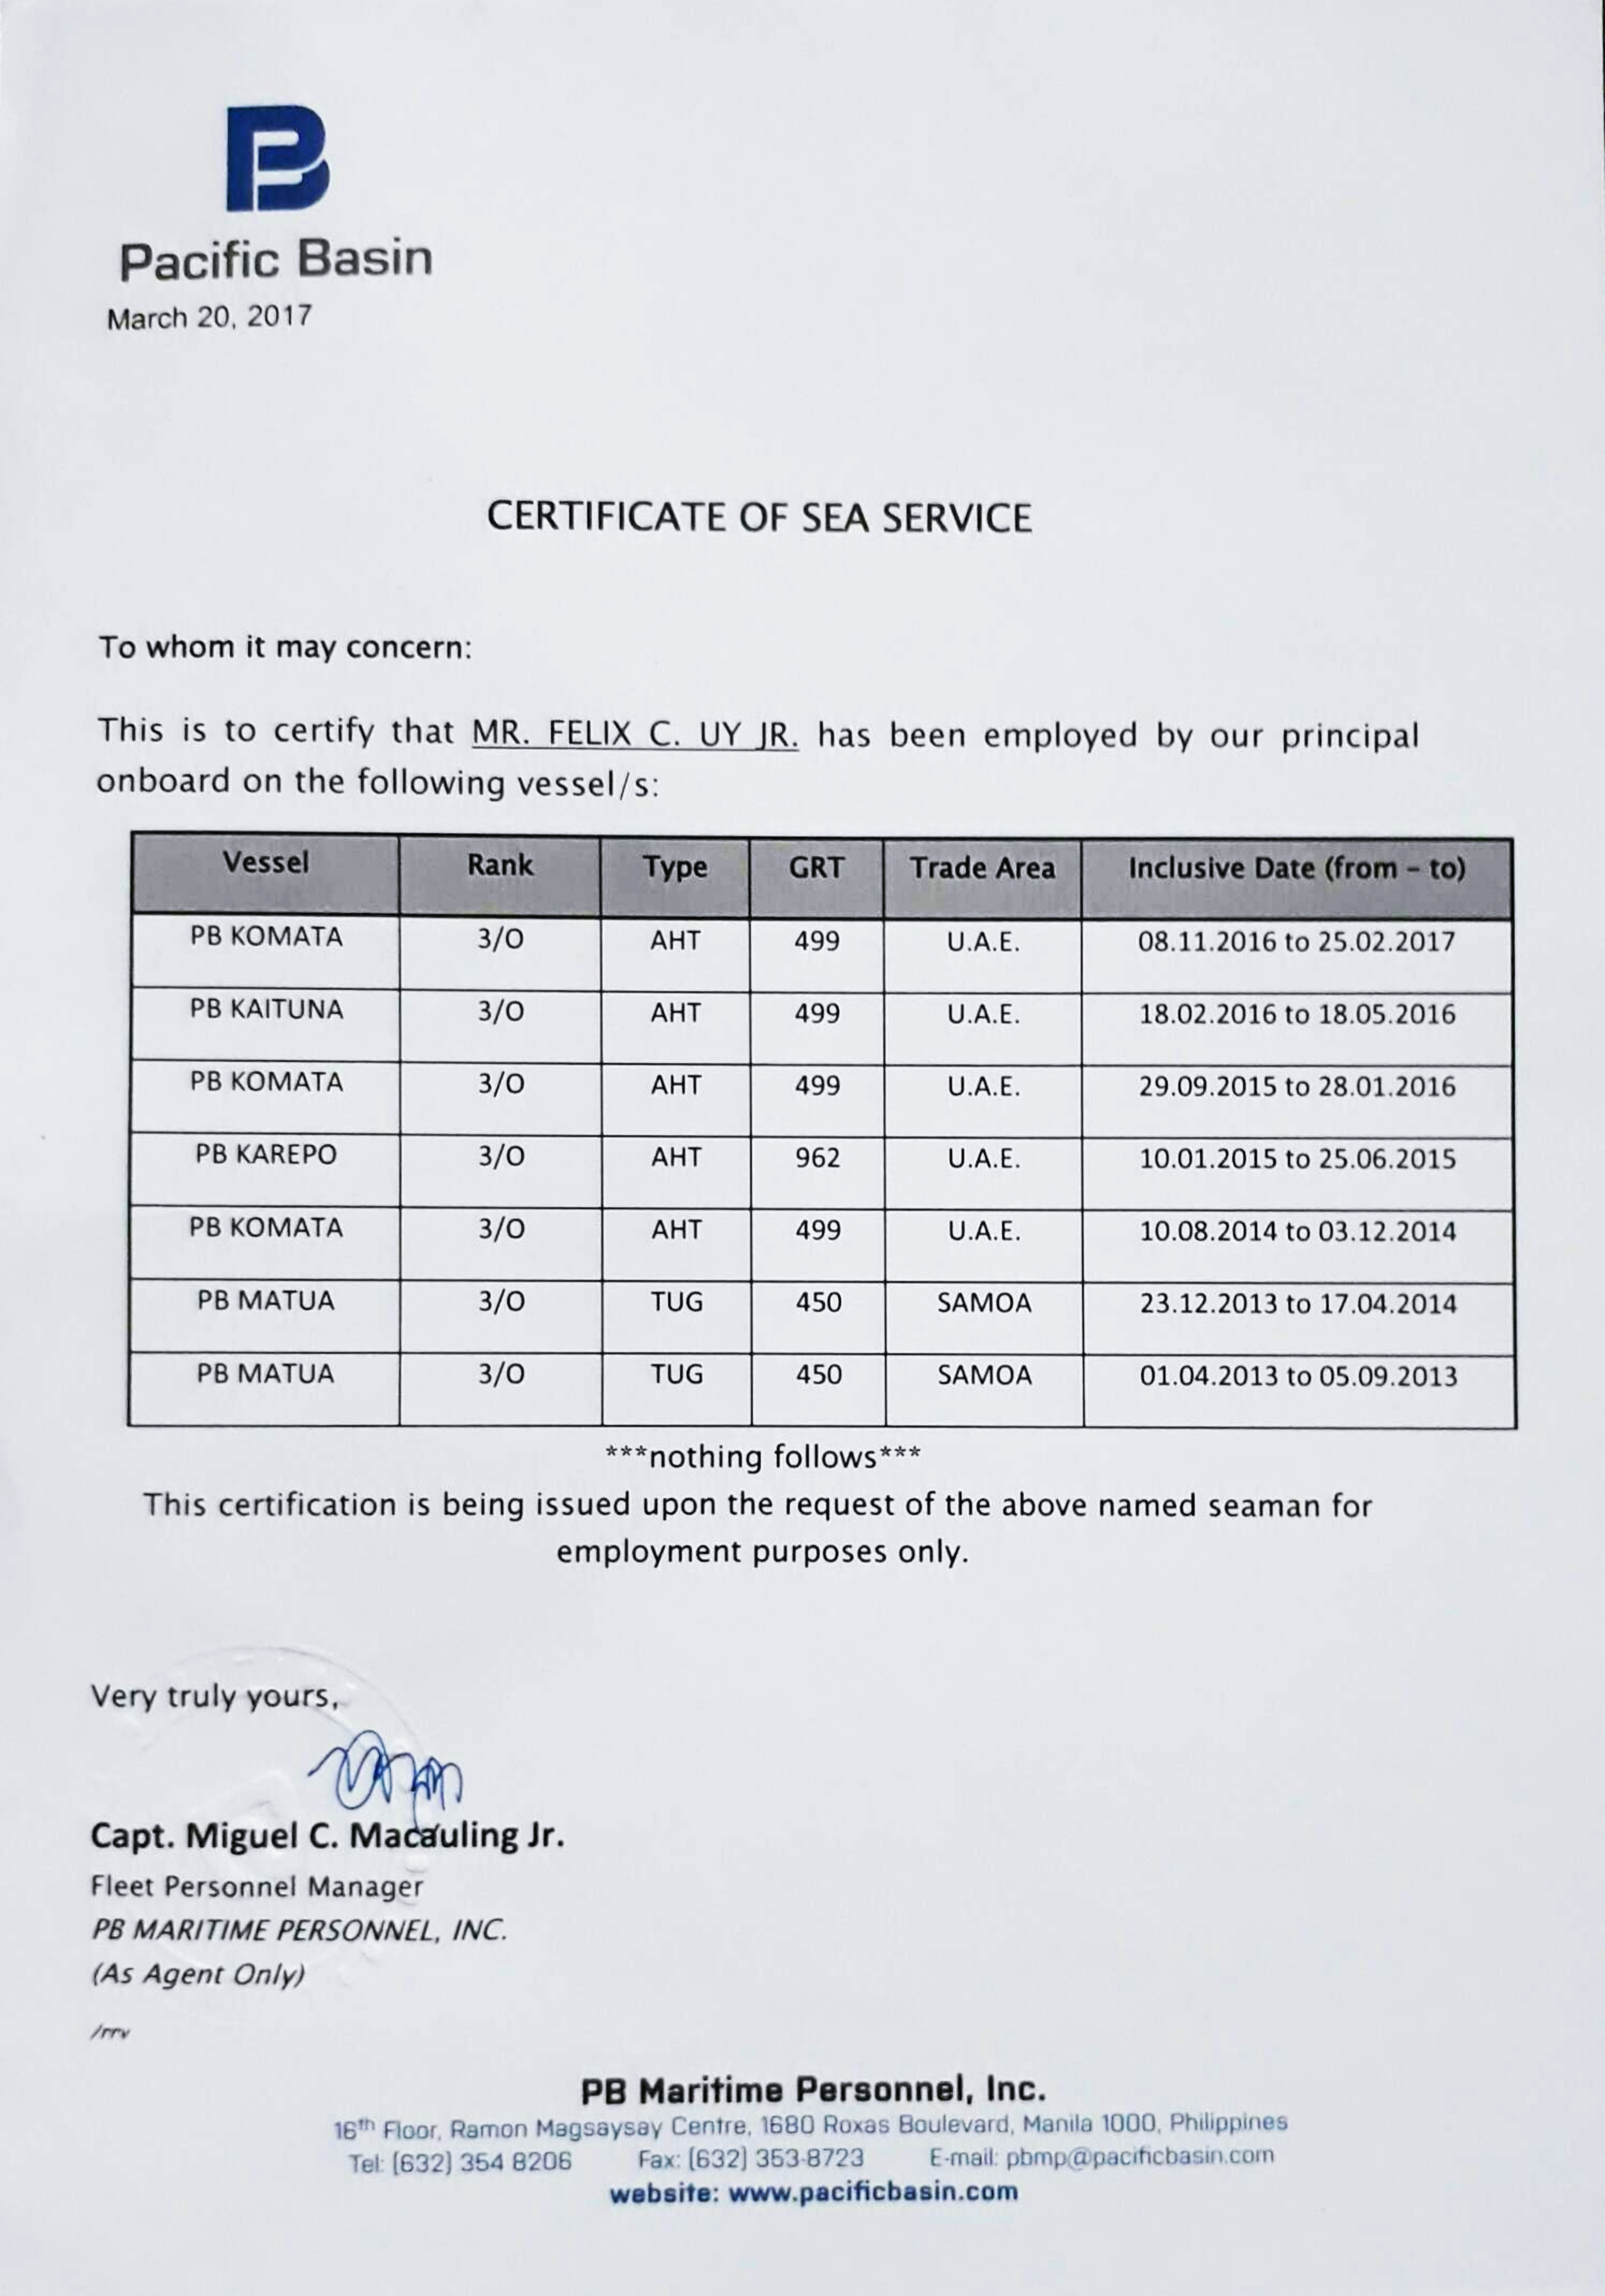 Pacific Basin
March 20, 2017
CERTIFICATE OF SEA SERVICE
To whom it may concern:
This is to certify that MR. FELIX C. UY JR. has been employed by our principal
onboard on the following vessel/s:
Vessel Rank Type GRT Trade Area Inclusive Date (from – to)
PB KOMATA 3/O AHT 499 U.A.E. 08.11.2016 to 25.02.2017
PB KAITUNA 3/O AHT 499 U.A.E. 18.02.2016 to 18.05.2016
PB KOMATA 3/O AHT 499 U.A.E. 29.09.2015 to 28.01.2016
PB KAREPO 3/O AHT 962 U.A.E. 10.01.2015 to 25.06.2015
PB KOMATA 3/O AHT 499 U.A.E. 10.08.2014 to 03.12.2014
PB MATUA 3/O TUG 450 SAMOA 23.12.2013 to 17.04.2014
PB MATUA 3/O TUG 450 SAMOA 01.04.2013 to 05.09.2013
***nothing follows***
This certification is being issued upon the request of the above named seaman for
employment purposes only.
Very truly yours,
Capt. Miguel C. Macauling Jr.
Fleet Personnel Manager
PB MARITIME PERSONNEL, INC.
(As Agent Only)
/rrv
PB Maritime Personnel, Inc.
16th Floor, Ramon Magsaysay Centre, 1680 Roxas Boulevard, Manila 1000, Philippines
Tel: (632) 354 8206 Fax: (632) 353-8723 E-mail: pbmp@pacificbasin.com
website: www.pacificbasin.com